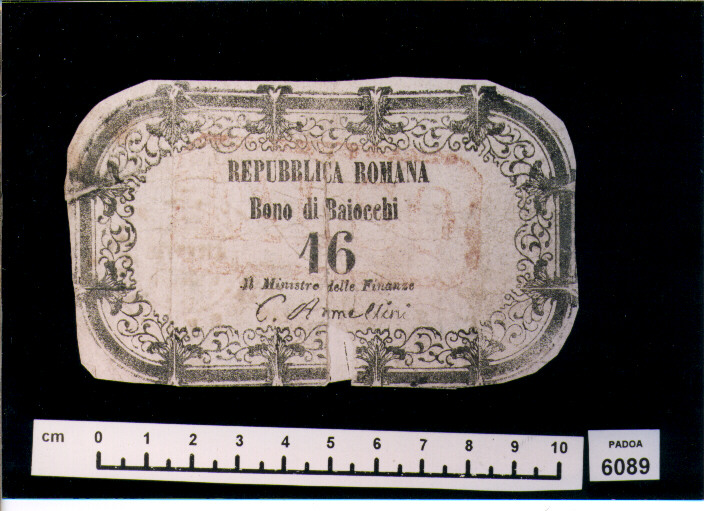 REPUBBLICA ROMANA
Bono di Baiocchi
16
Il Ministro delle Finanze
C. Armellini
cm 0 1 2 3 4 5 6 7 8 9 10
PADOA
6089